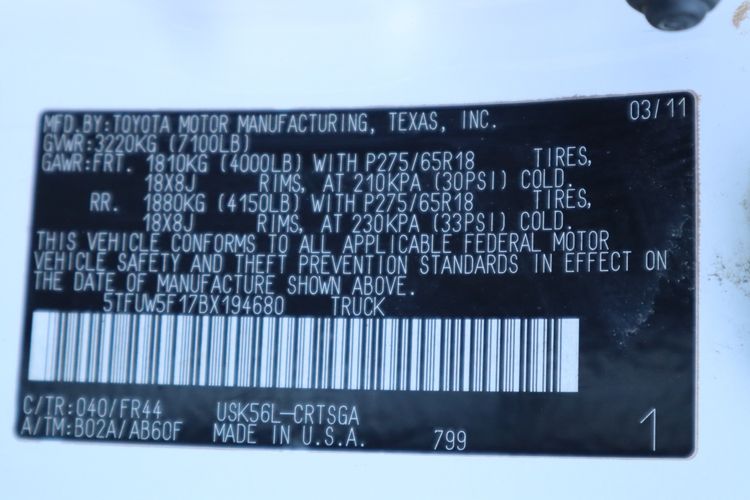 MFD.BY:TOYOTA MOTOR MANUFACTURING, TEXAS, INC. 03/11
GVWR:3220KG (7100LB)
GAWR:FRT. 1810KG (4000LB) WITH P275/65R18 TIRES,
18X8J RIMS, AT 210KPA (30PSI) COLD.
RR. 1880KG (4150LB) WITH P275/65R18 TIRES,
18X8J RIMS, AT 230KPA (33PSI) COLD.
THIS VEHICLE CONFORMS TO ALL APPLICABLE FEDERAL MOTOR
VEHICLE SAFETY AND THEFT PREVENTION STANDARDS IN EFFECT ON
THE DATE OF MANUFACTURE SHOWN ABOVE.
5TFUW5F17BX194680 TRUCK
C/TR:040/FR44 USK56L-CRTSGA
A/TM:B02A/AB60F MADE IN U.S.A. 799 1